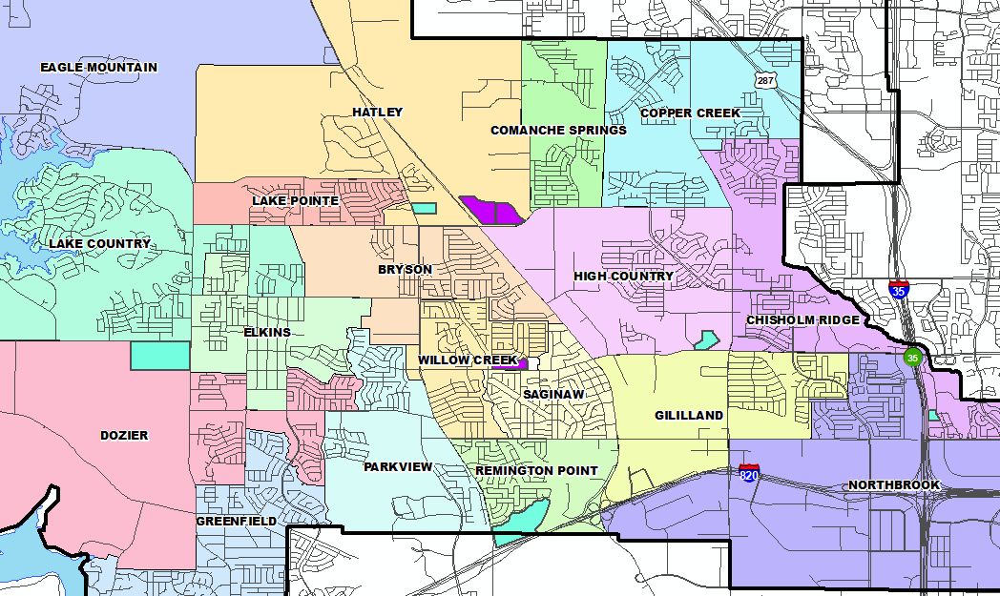 EAGLE MOUNTAIN
287
HATLEY
COPPER CREEK
COMANCHE SPRINGS
LAKE POINTE
LAKE COUNTRY
BRYSON
HIGH COUNTRY
35
CHISHOLM RIDGE
ELKINS
35
WILLOW CREEK
SAGINAW
GILILLAND
DOZIER
PARKVIEW
REMINGTON POINT
820
NORTHBROOK
GREENFIELD